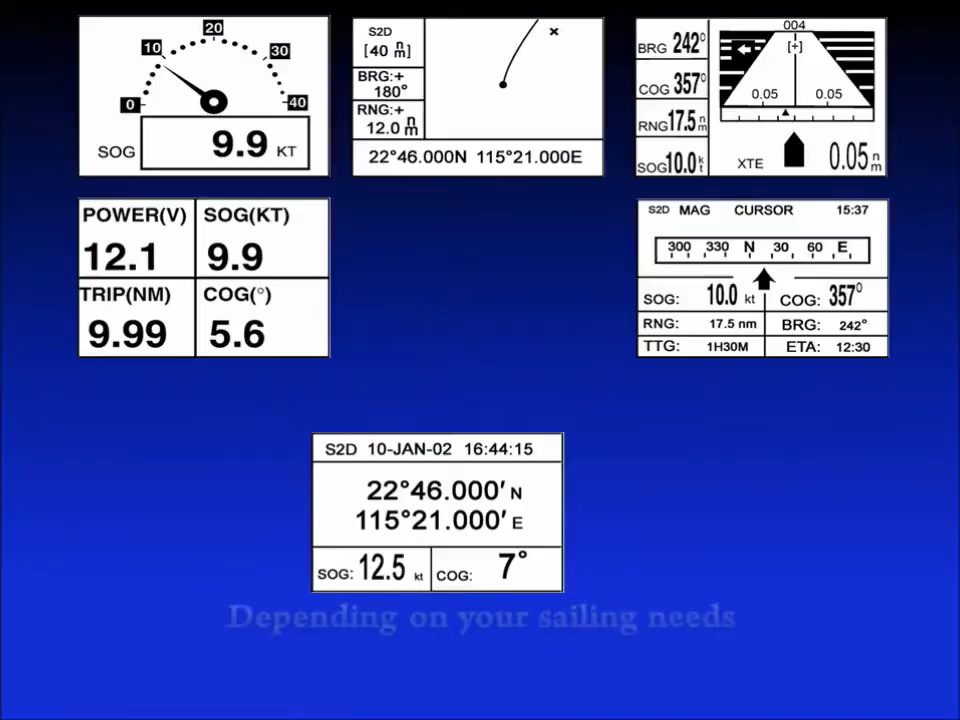 20
10
30
0
40
SOG 9.9 KT
S2D
[40 nm]
BRG:+
180°
RNG:+
12.0 nm
22°46.000N 115°21.000E
004
BRG 242°
[+]
COG 357°
0.05 0.05
RNG 17.5 nm
SOG 10.0 kt
XTE 0.05 nm
POWER(V) SOG(KT)
12.1 9.9
TRIP(NM) COG(°)
9.99 5.6
S2D MAG CURSOR 15:37
300 330 N 30 60 E
SOG: 10.0 kt COG: 357°
RNG: 17.5 nm BRG: 242°
TTG: 1H30M ETA: 12:30
S2D 10-JAN-02 16:44:15
22°46.000′ N
115°21.000′ E
SOG: 12.5 kt COG: 7°
Depending on your sailing needs